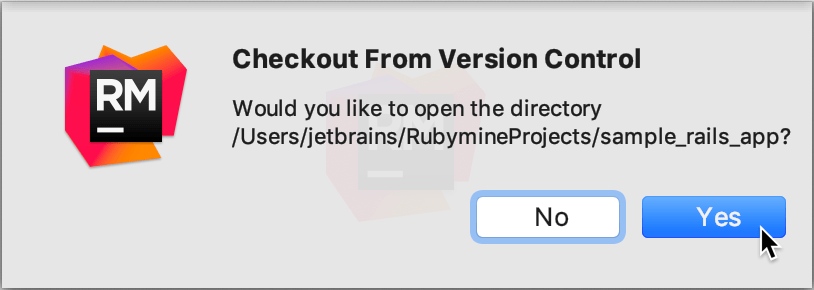 RM
Checkout From Version Control
Would you like to open the directory
/Users/jetbrains/RubymineProjects/sample_rails_app?
No
Yes